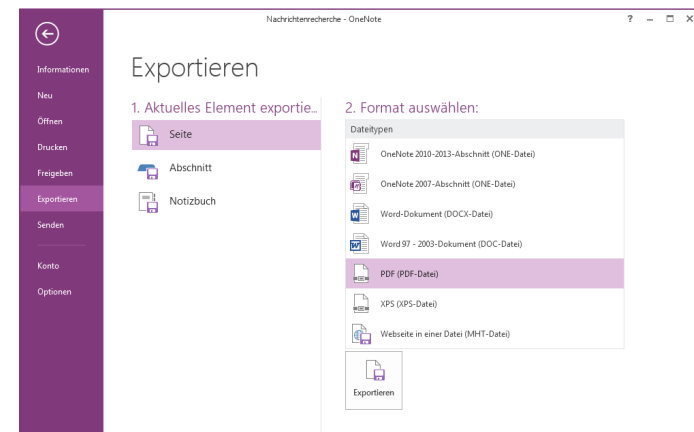 Nachrichtenrecherche - OneNote
Informationen
Neu
Öffnen
Drucken
Freigeben
Exportieren
Senden
Konto
Optionen
Exportieren
1. Aktuelles Element exportie...
Seite
Abschnitt
Notizbuch
2. Format auswählen:
Dateitypen
OneNote 2010-2013-Abschnitt (ONE-Datei)
OneNote 2007-Abschnitt (ONE-Datei)
Word-Dokument (DOCX-Datei)
Word 97 - 2003-Dokument (DOC-Datei)
PDF (PDF-Datei)
XPS (XPS-Datei)
Webseite in einer Datei (MHT-Datei)
Exportieren